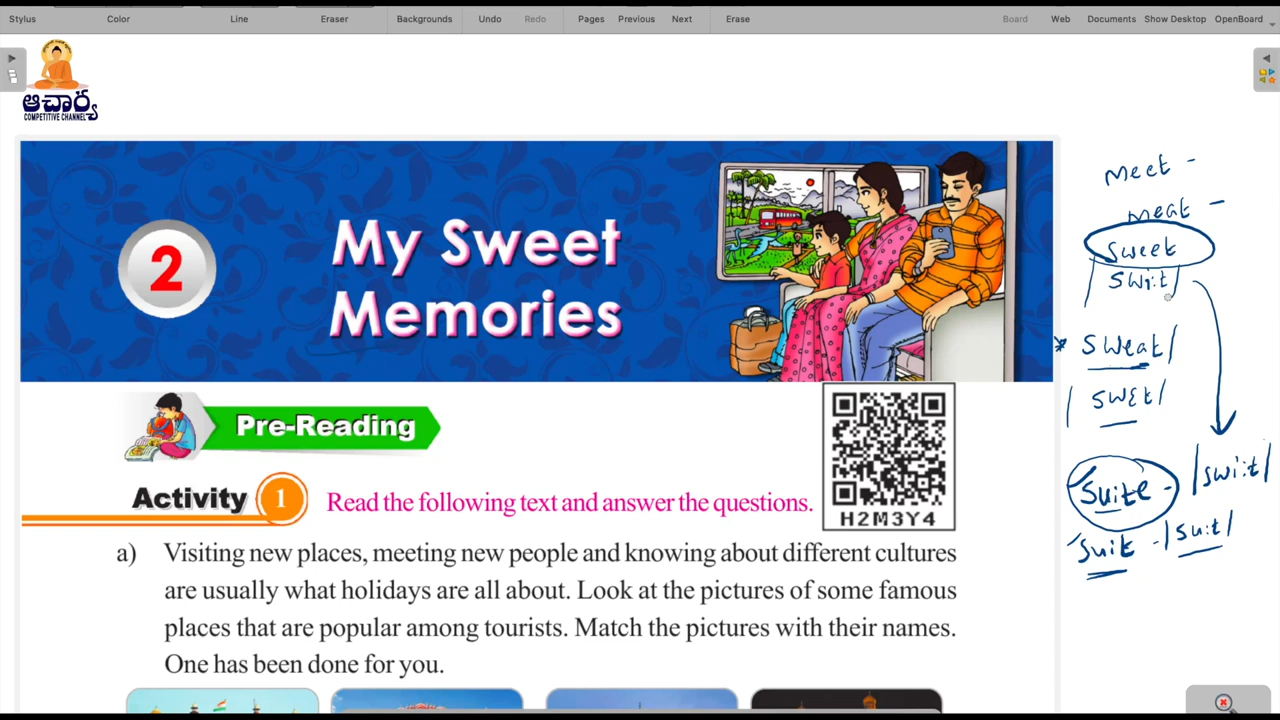 Stylus Color Line Eraser Backgrounds Undo Redo Pages Previous Next Erase Board Web Documents Show Desktop OpenBoard
ఆచార్య
COMPETITIVE CHANNEL
2
My Sweet
Memories
Pre-Reading
Activity 1 Read the following text and answer the questions.
H2M3Y4
a) Visiting new places, meeting new people and knowing about different cultures
are usually what holidays are all about. Look at the pictures of some famous
places that are popular among tourists. Match the pictures with their names.
One has been done for you.
meet -
meat -
Sweet
/swi:t/
* sweat/
/swɛt/
Suite - /swi:t/
Suit - /su:t/